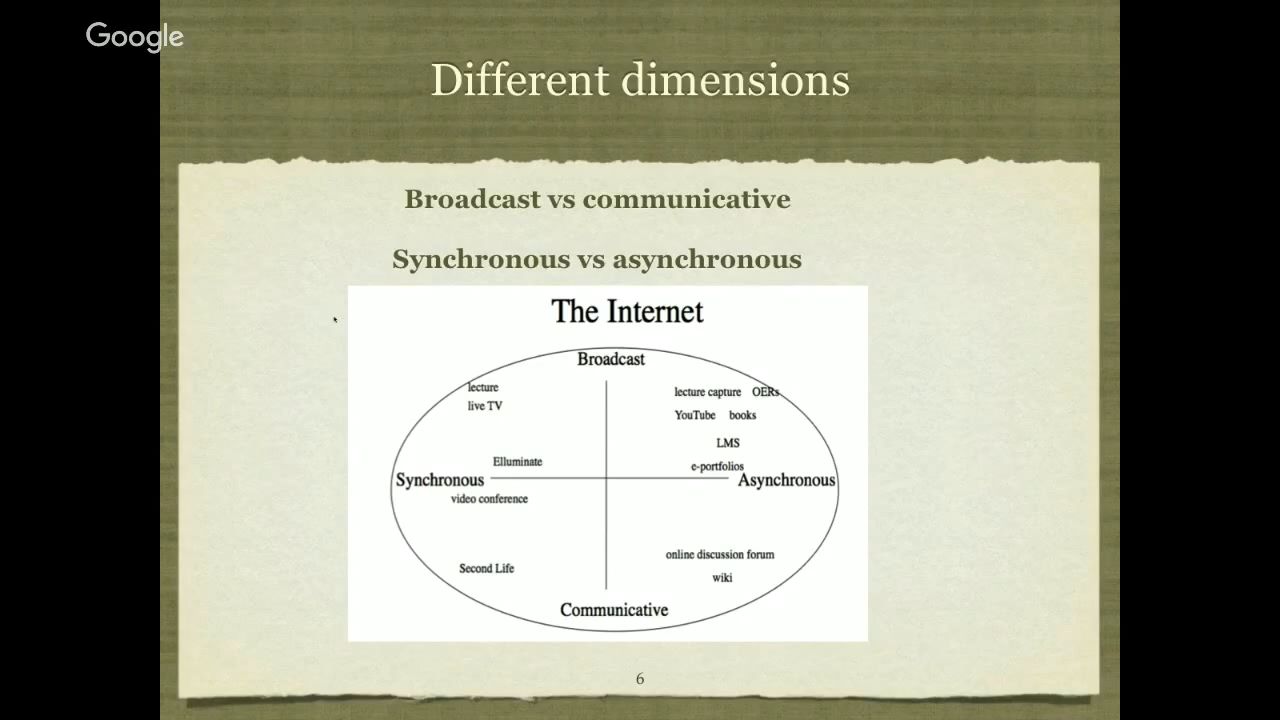 Google
Different dimensions
Broadcast vs communicative
Synchronous vs asynchronous
The Internet
Broadcast
lecture
lecture capture OERs
live TV
YouTube books
LMS
Elluminate
e-portfolios
Synchronous
Asynchronous
video conference
online discussion forum
Second Life
wiki
Communicative
6